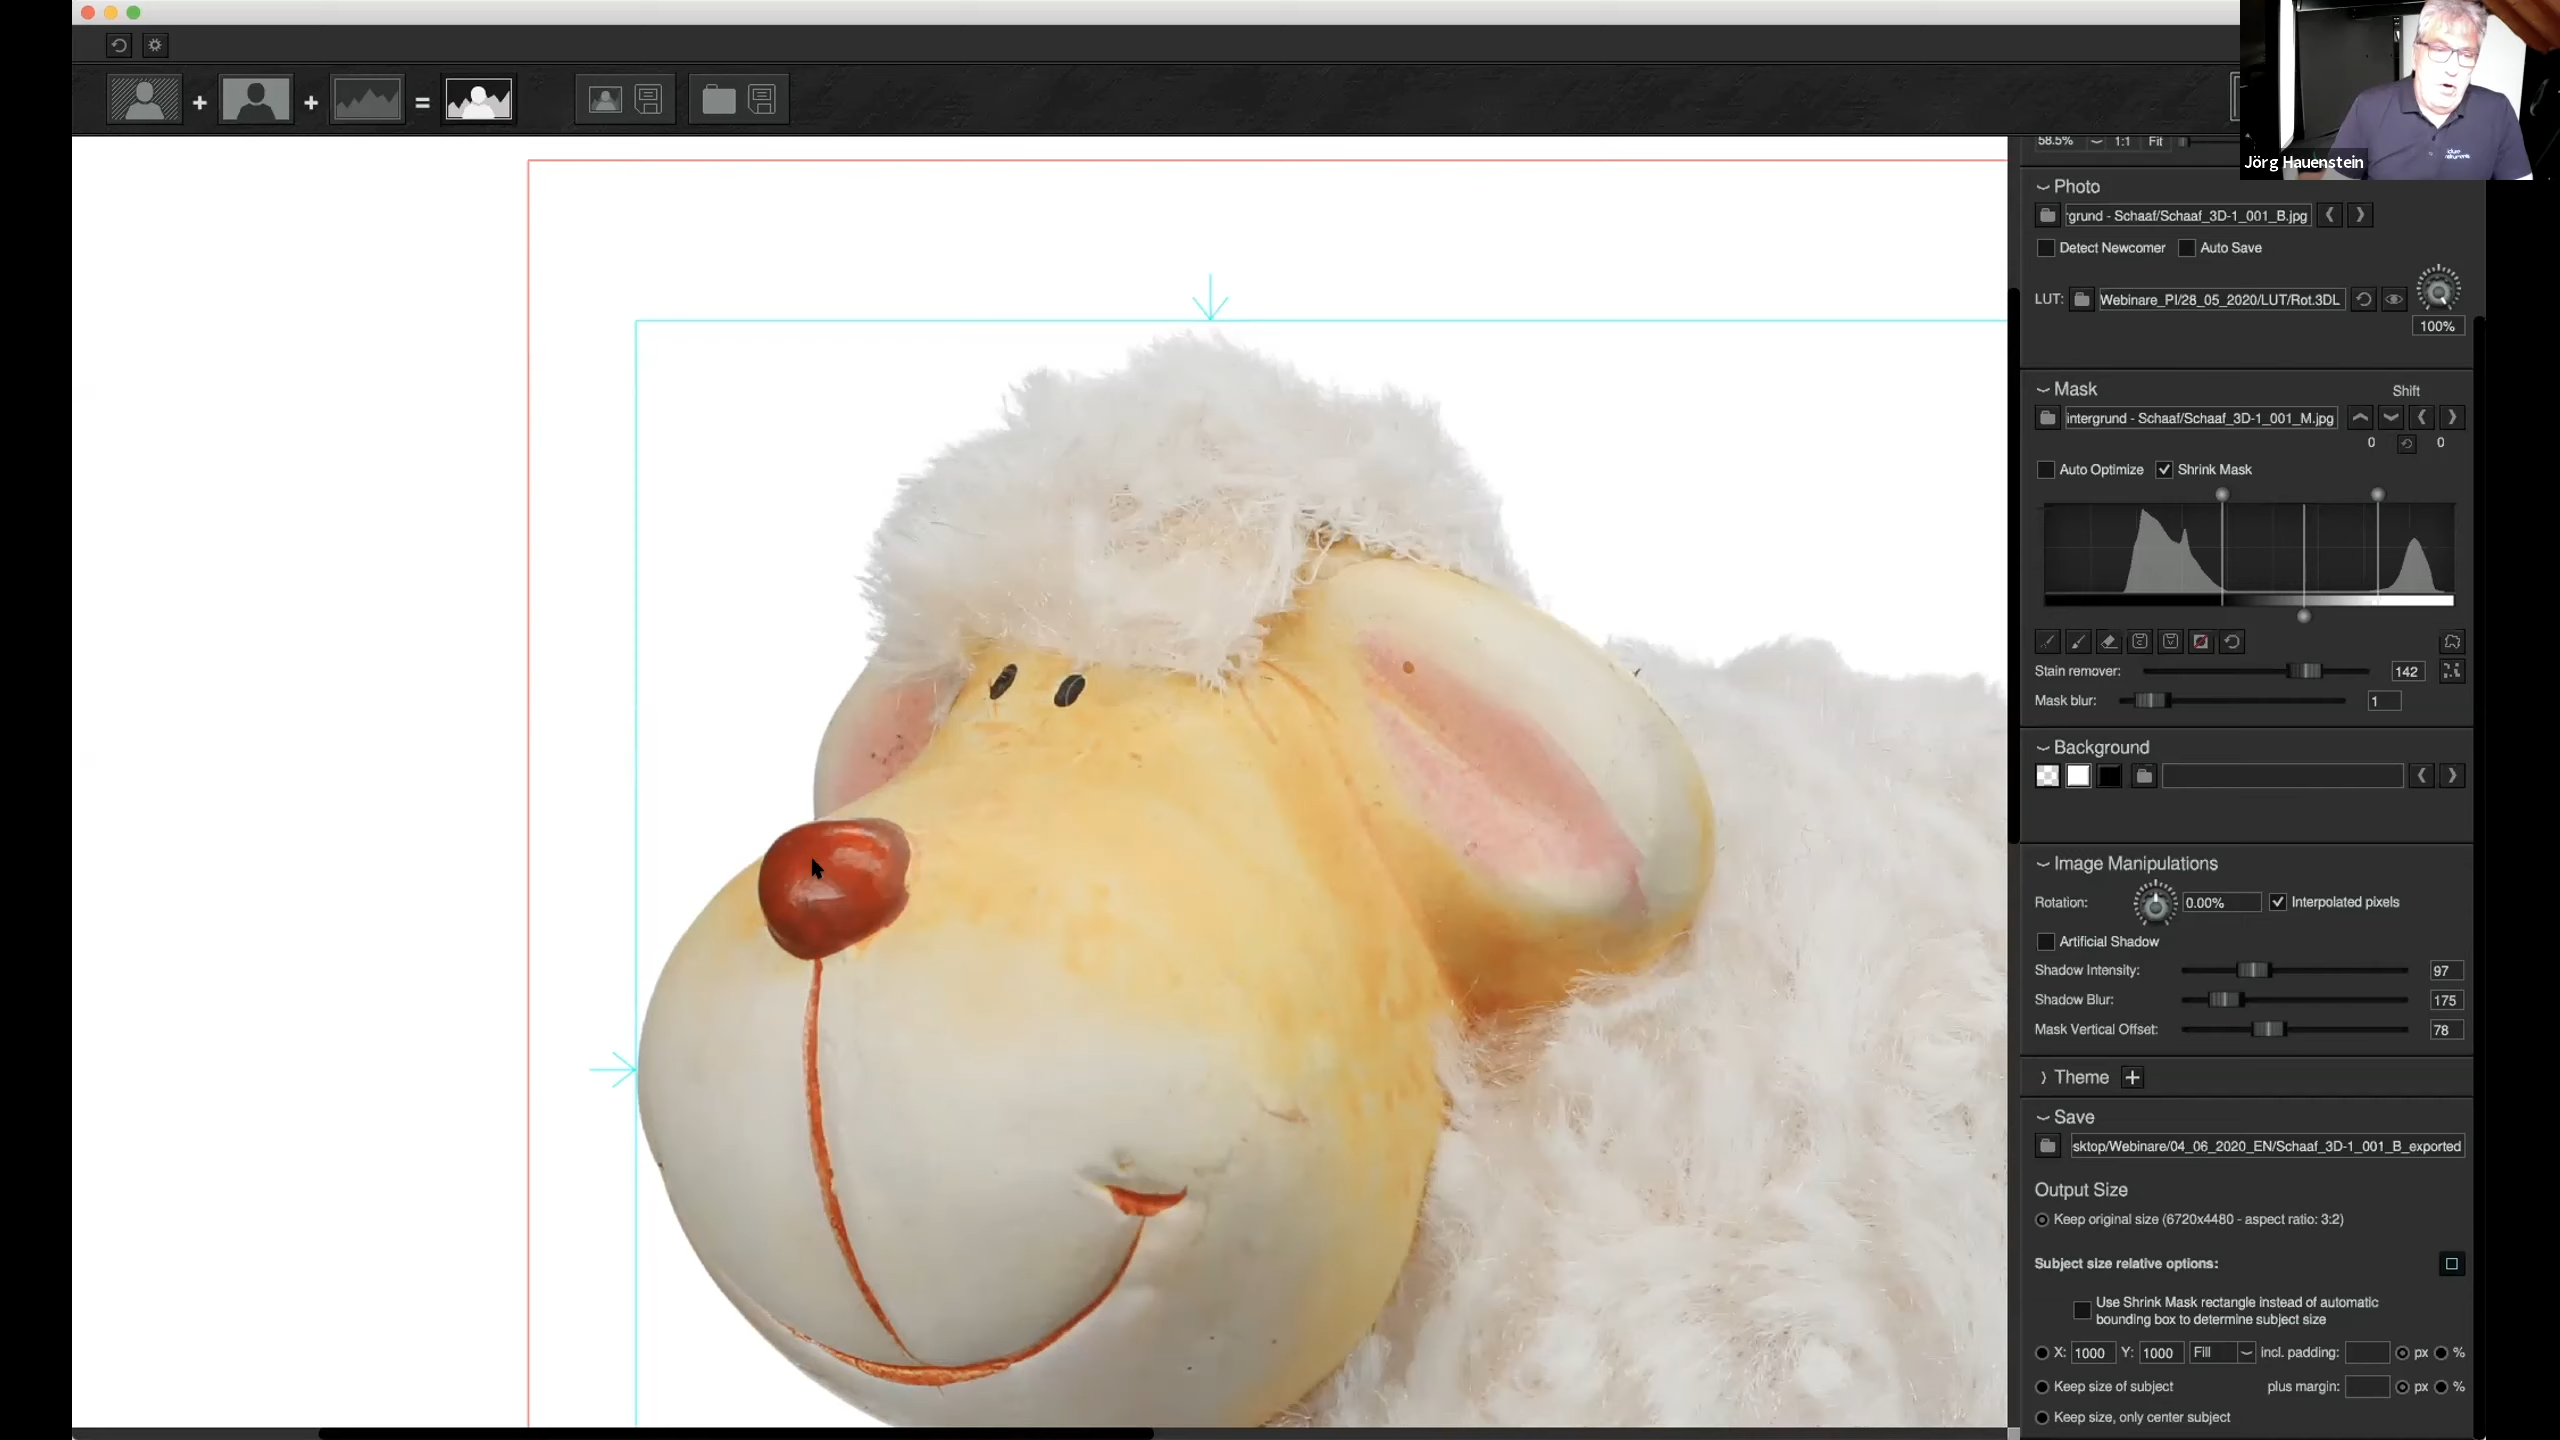 Jörg Hauenstein
58.5% 1:1 Fit
Photo
rgrund - Schaaf/Schaaf_3D-1_001_B.jpg
Detect Newcomer Auto Save
LUT: Webinare_PI/28_05_2020/LUT/Rot.3DL
100%
Mask Shift
intergrund - Schaaf/Schaaf_3D-1_001_M.jpg
0 0
Auto Optimize Shrink Mask
Stain remover: 142
Mask blur: 1
Background
Image Manipulations
Rotation: 0.00% Interpolated pixels
Artificial Shadow
Shadow Intensity: 97
Shadow Blur: 175
Mask Vertical Offset: 78
Theme +
Save
sktop/Webinare/04_06_2020_EN/Schaaf_3D-1_001_B_exported
Output Size
Keep original size (6720x4480 - aspect ratio: 3:2)
Subject size relative options:
Use Shrink Mask rectangle instead of automatic
bounding box to determine subject size
X: 1000 Y: 1000 Fill incl. padding: px %
Keep size of subject plus margin: px %
Keep size, only center subject